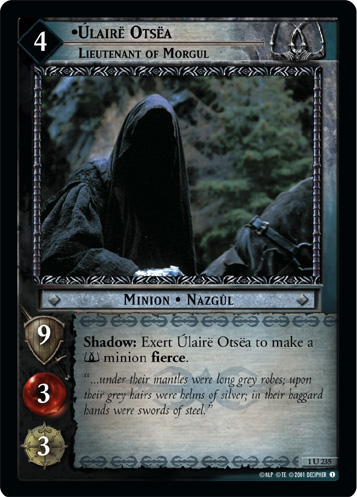 4
•Úlairë Otsëa
Lieutenant of Morgul
Minion • Nazgûl
9
Shadow: Exert Úlairë Otsëa to make a
minion fierce.
3
“...under their mantles were long grey robes; upon
their grey hairs were helms of silver; in their haggard
hands were swords of steel.”
3
1 U 235
©NLP ©TE ©2001 DECIPHER